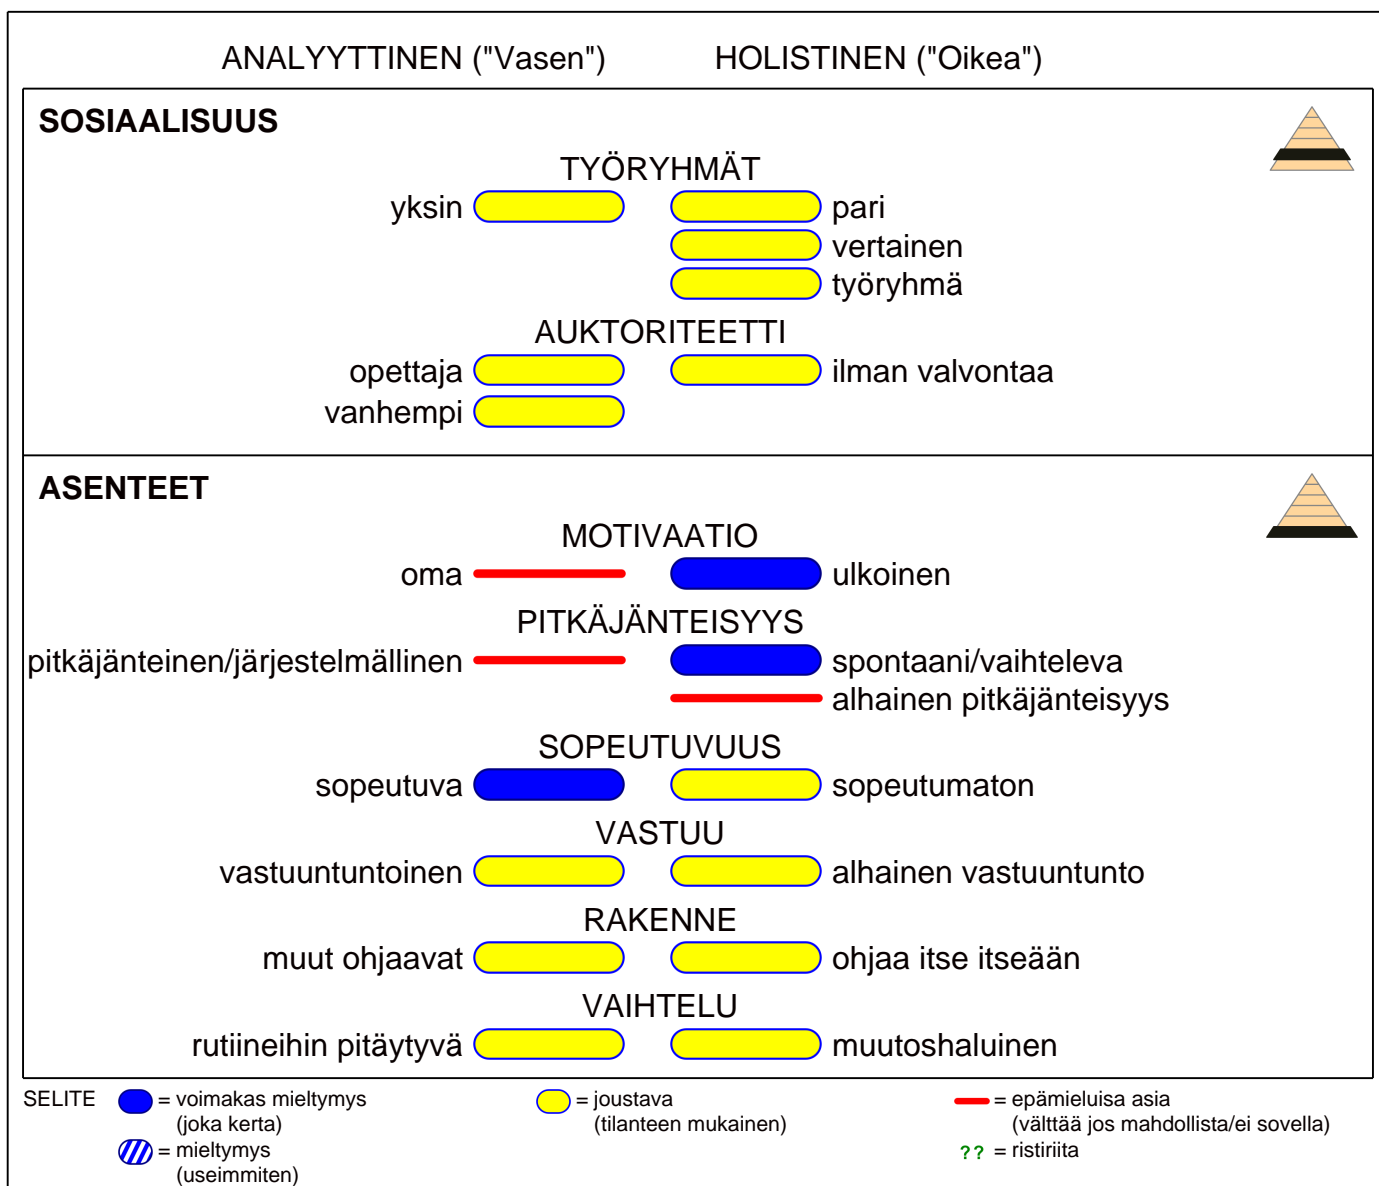 ANALYYTTINEN ("Vasen") HOLISTINEN ("Oikea")
SOSIAALISUUS
TYÖRYHMÄT
yksin pari
vertainen
työryhmä
AUKTORITEETTI
opettaja ilman valvontaa
vanhempi
ASENTEET
MOTIVAATIO
oma ulkoinen
PITKÄJÄNTEISYYS
pitkäjänteinen/järjestelmällinen spontaani/vaihteleva
alhainen pitkäjänteisyys
SOPEUTUVUUS
sopeutuva sopeutumaton
VASTUU
vastuuntuntoinen alhainen vastuuntunto
RAKENNE
muut ohjaavat ohjaa itse itseään
VAIHTELU
rutiineihin pitäytyvä muutoshaluinen
SELITE = voimakas mieltymys = joustava = epämieluisa asia
(joka kerta) (tilanteen mukainen) (välttää jos mahdollista/ei sovella)
= mieltymys ?? = ristiriita
(useimmiten)